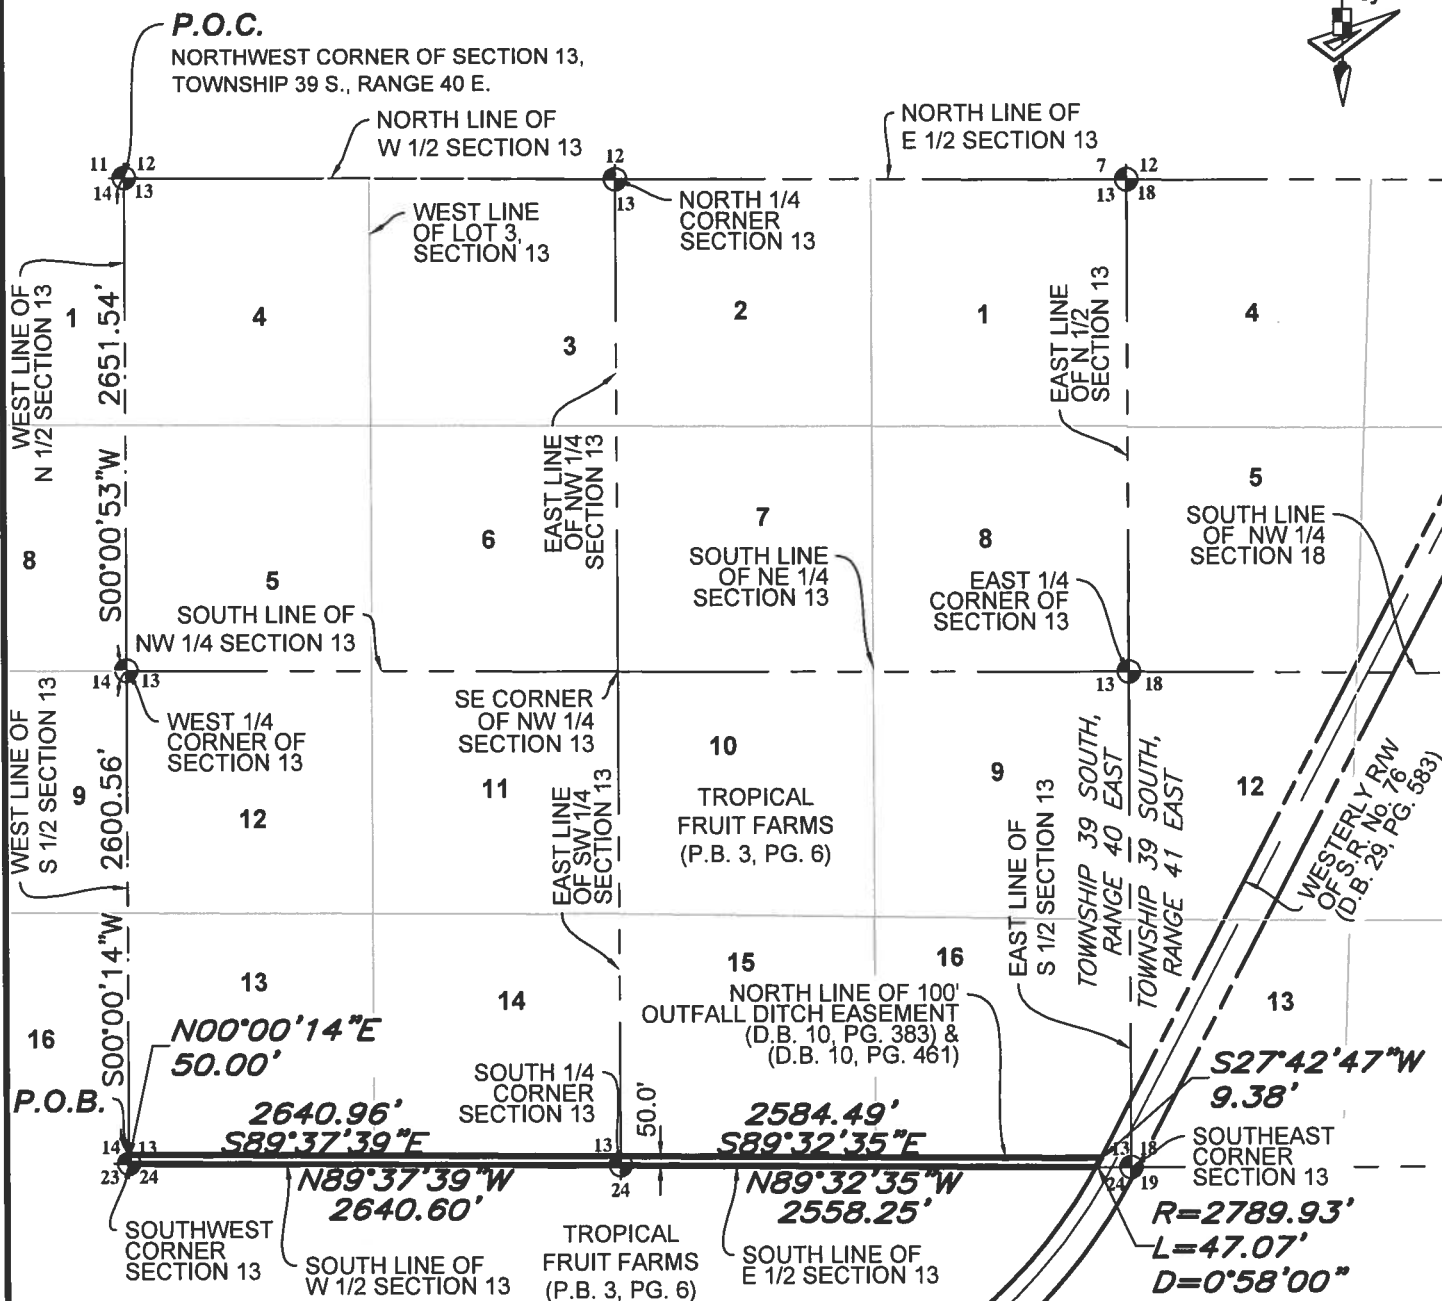 P.O.C.
NORTHWEST CORNER OF SECTION 13,
TOWNSHIP 39 S., RANGE 40 E.
NORTH LINE OF
W 1/2 SECTION 13
NORTH LINE OF
E 1/2 SECTION 13
11 12
14 13
12
13
7 12
13 18
WEST LINE
OF LOT 3,
SECTION 13
NORTH 1/4
CORNER
SECTION 13
WEST LINE OF
N 1/2 SECTION 13
1
2651.54'
4
3
2
1
EAST LINE
OF N 1/2
SECTION 13
4
S00°00'53"W
EAST LINE
OF NW 1/4
SECTION 13
8
5
6
7
8
5
SOUTH LINE
OF NW 1/4
SECTION 18
SOUTH LINE OF
NW 1/4 SECTION 13
SOUTH LINE
OF NE 1/4
SECTION 13
EAST 1/4
CORNER OF
SECTION 13
14 13
13 18
WEST LINE OF
S 1/2 SECTION 13
WEST 1/4
CORNER OF
SECTION 13
SE CORNER
OF NW 1/4
SECTION 13
9
2600.56'
12
11
10
9
12
TROPICAL
FRUIT FARMS
(P.B. 3, PG. 6)
EAST LINE
OF SW 1/4
SECTION 13
EAST LINE OF
S 1/2 SECTION 13
TOWNSHIP 39 SOUTH,
RANGE 40 EAST
TOWNSHIP 39 SOUTH,
RANGE 41 EAST
WESTERLY R/W
OF S.R. No. 76
(D.B. 29, PG. 583)
S00°00'14"W
16
13
14
15
16
13
NORTH LINE OF 100'
OUTFALL DITCH EASEMENT
(D.B. 10, PG. 383) &
(D.B. 10, PG. 461)
N00°00'14"E
50.00'
P.O.B.
SOUTH 1/4
CORNER
SECTION 13
50.0'
S27°42'47"W
9.38'
2640.96'
S89°37'39"E
2584.49'
S89°32'35"E
14 13
23 24
13
24
13 18
24 19
N89°37'39"W
2640.60'
N89°32'35"W
2558.25'
SOUTHEAST
CORNER
SECTION 13
R=2789.93'
L=47.07'
D=0°58'00"
SOUTHWEST
CORNER
SECTION 13
SOUTH LINE OF
W 1/2 SECTION 13
TROPICAL
FRUIT FARMS
(P.B. 3, PG. 6)
SOUTH LINE OF
E 1/2 SECTION 13